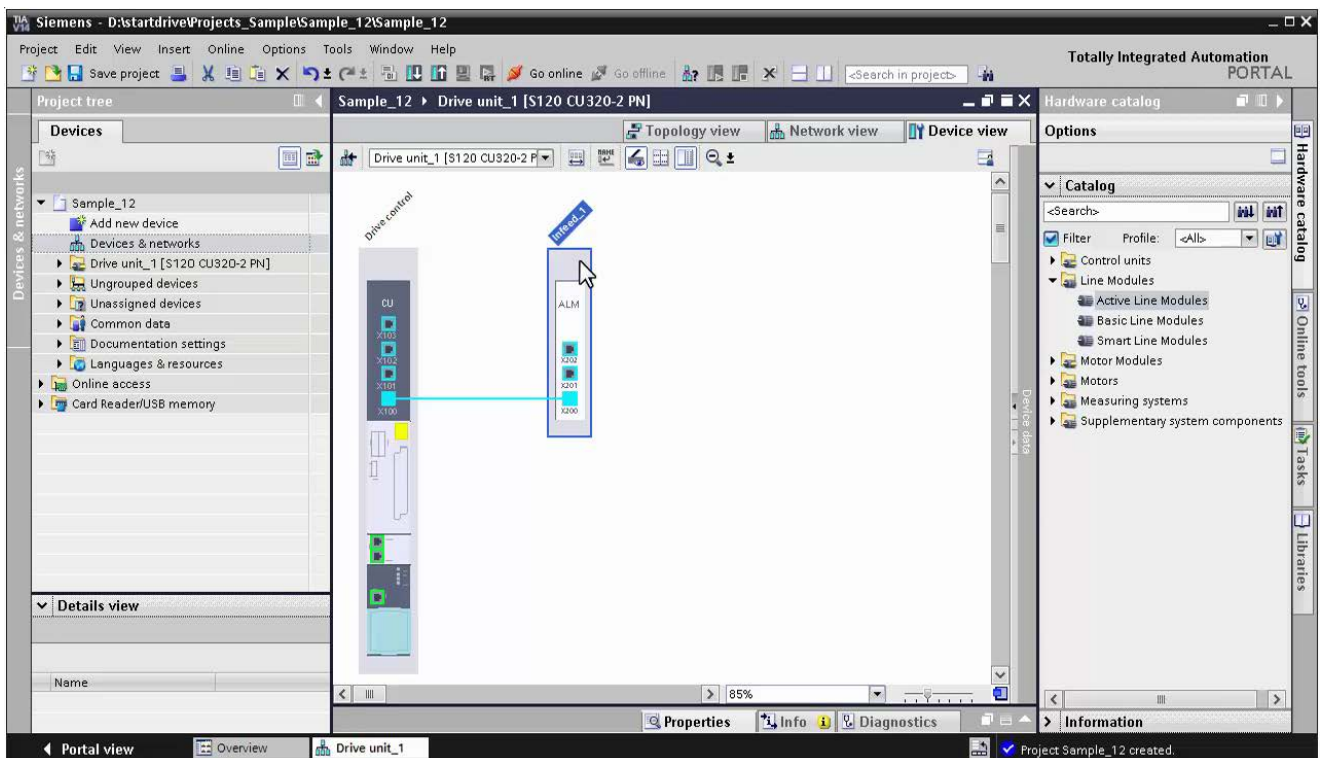 TIA
V14
Siemens - D:\startdrive\Projects_Sample\Sample_12\Sample_12
Project Edit View Insert Online Options Tools Window Help
Totally Integrated Automation
PORTAL
Save project Go online Go offline <Search in project>
Project tree
Sample_12 Drive unit_1 [S120 CU320-2 PN]
Hardware catalog
Devices
Topology view Network view Device view
Options
Drive unit_1 [S120 CU320-2 P
Sample_12
Add new device
Devices & networks
Drive unit_1 [S120 CU320-2 PN]
Ungrouped devices
Unassigned devices
Common data
Documentation settings
Languages & resources
Online access
Card Reader/USB memory
Details view
Name
Devices & networks
Drive control
Infeed_1
CU
X103
X102
X101
X100
ALM
X202
X201
X200
Device data
85%
Properties Info Diagnostics
Catalog
<Search>
Filter Profile: <All>
Control units
Line Modules
Active Line Modules
Basic Line Modules
Smart Line Modules
Motor Modules
Motors
Measuring systems
Supplementary system components
Information
Hardware catalog
Online tools
Tasks
Libraries
Portal view Overview Drive unit_1
Project Sample_12 created.